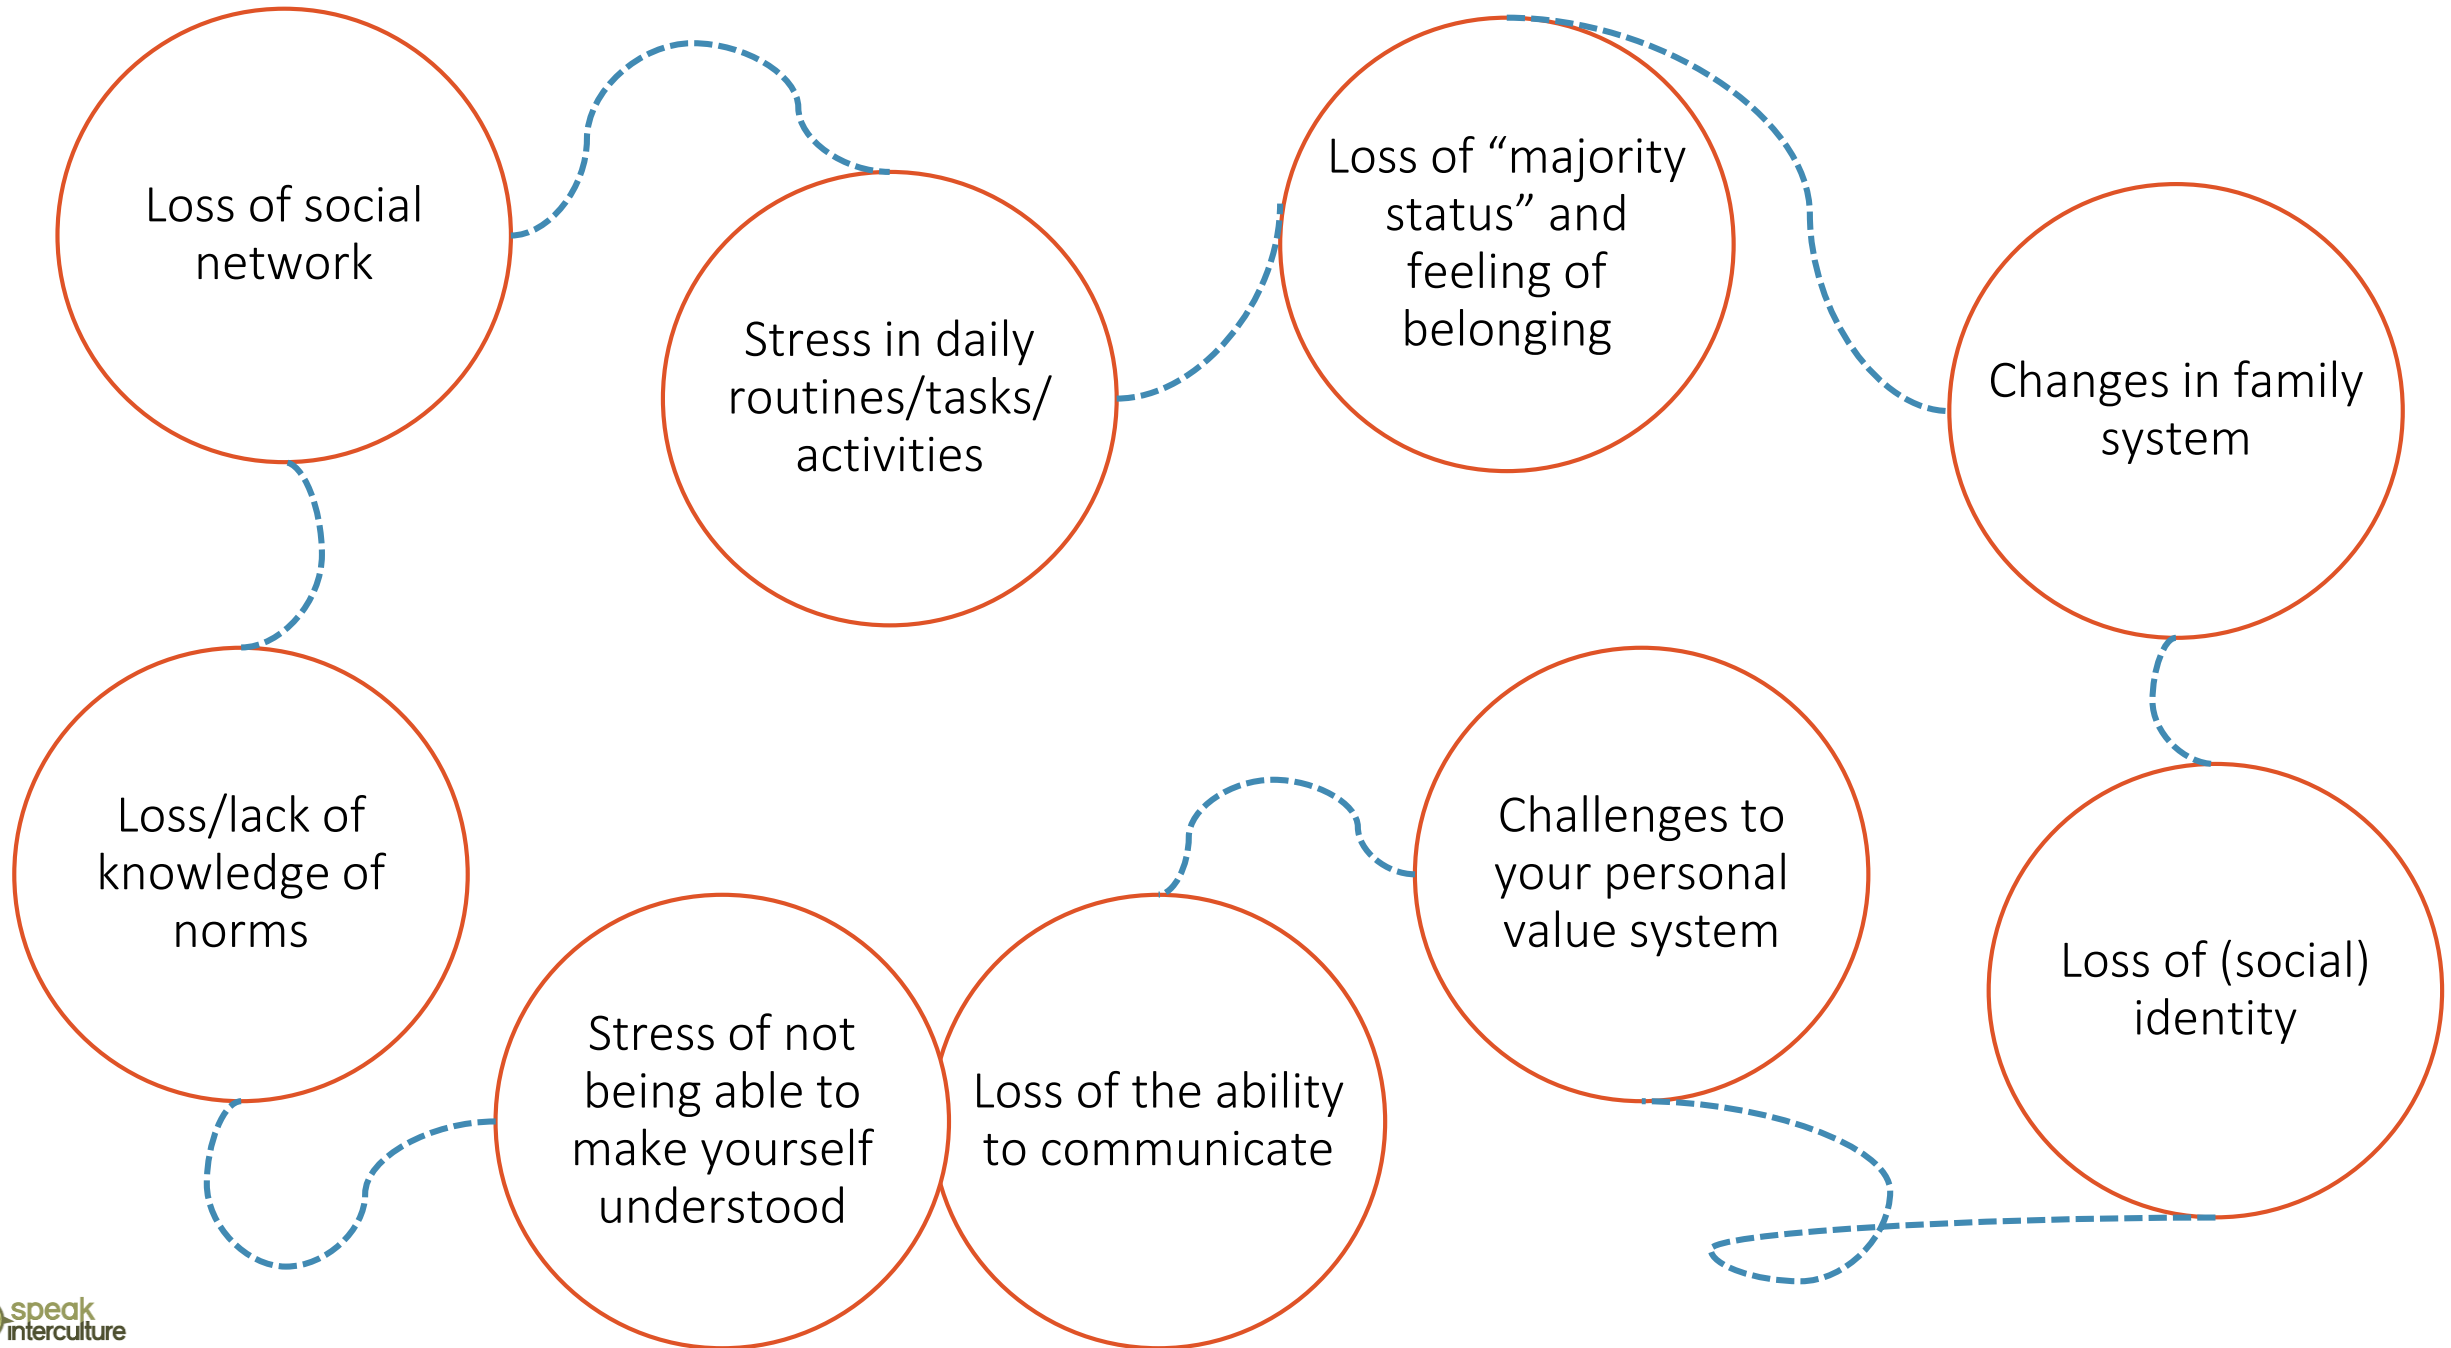 Loss of social
network
Stress in daily
routines/tasks/
activities
Loss of “majority
status” and
feeling of
belonging
Changes in family
system
Loss/lack of
knowledge of
norms
Stress of not
being able to
make yourself
understood
Loss of the ability
to communicate
Challenges to
your personal
value system
Loss of (social)
identity
speak
interculture